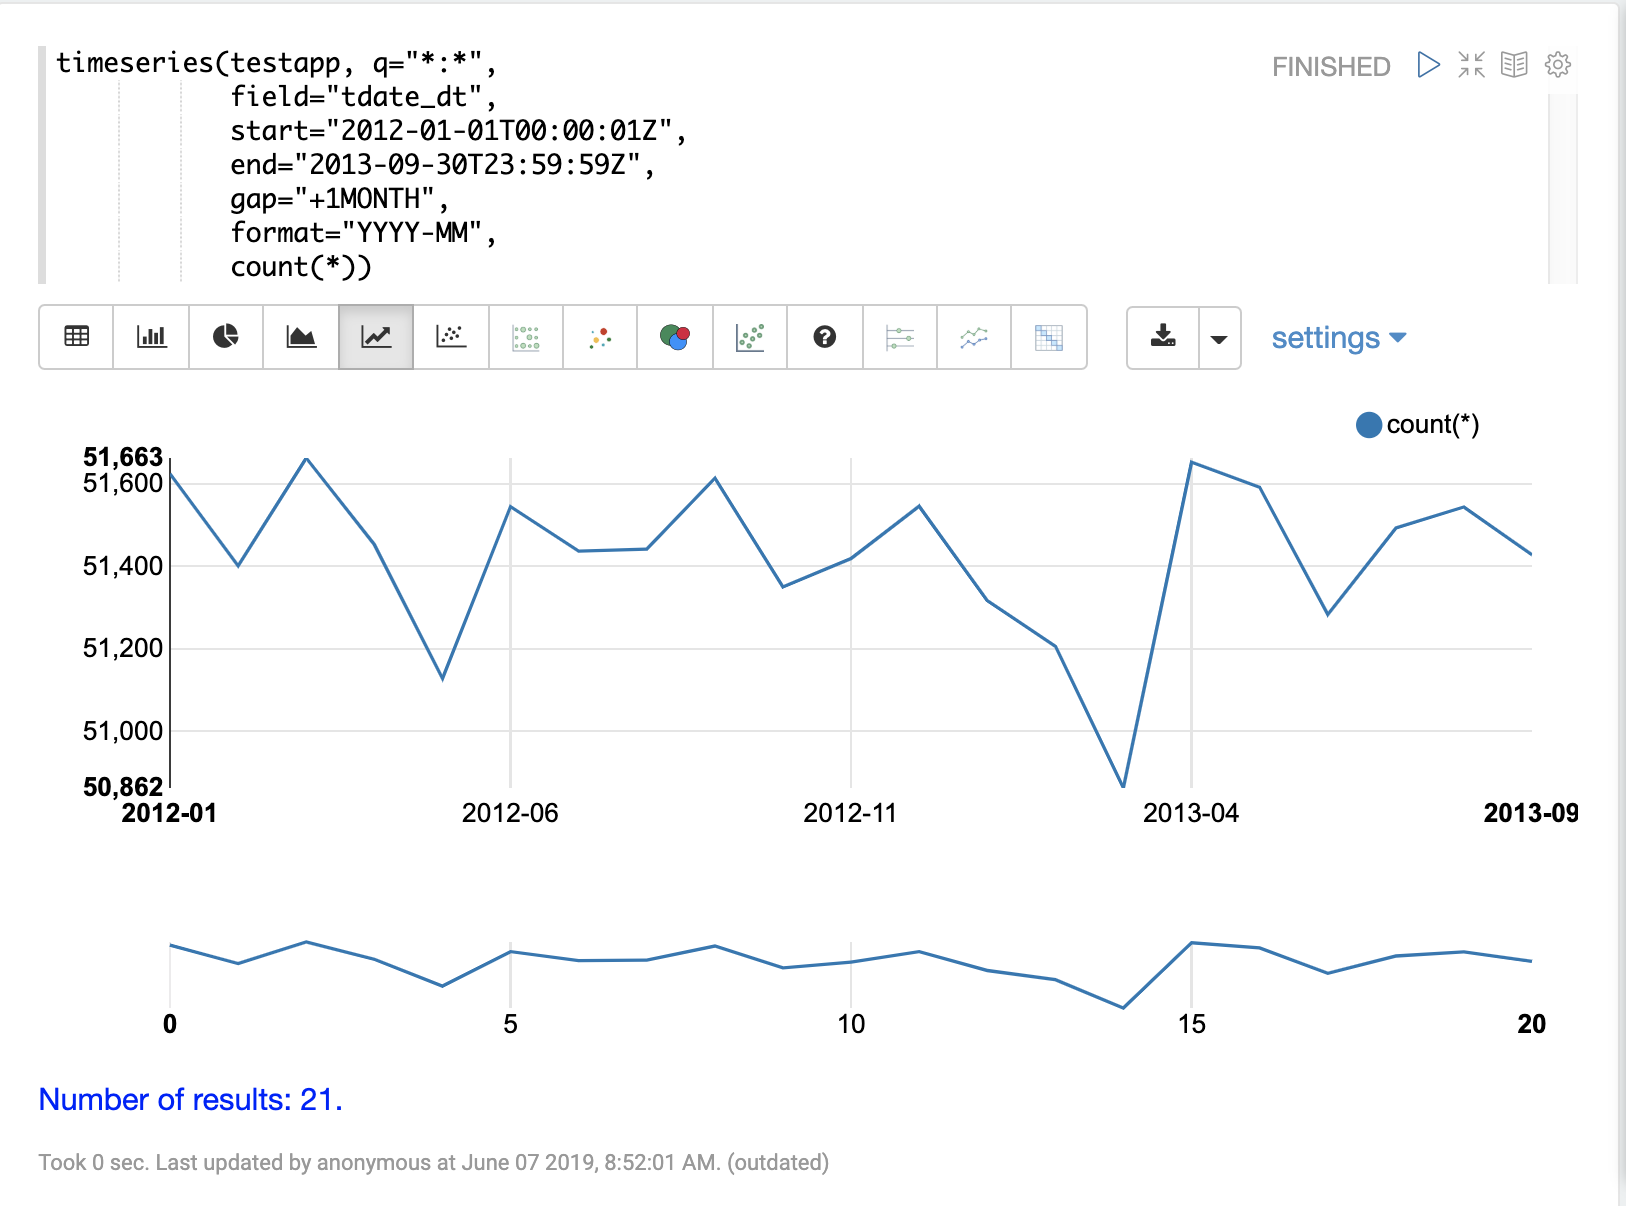 timeseries(testapp, q="*:*",
FINISHED
field="tdate_dt",
start="2012-01-01T00:00:01Z",
end="2013-09-30T23:59:59Z",
gap="+1MONTH",
format="YYYY-MM",
count(*))
settings
count(*)
51,663
51,600
51,400
51,200
51,000
50,862
2012-01 2012-06 2012-11 2013-04 2013-09
0 5 10 15 20
Number of results: 21.
Took 0 sec. Last updated by anonymous at June 07 2019, 8:52:01 AM. (outdated)